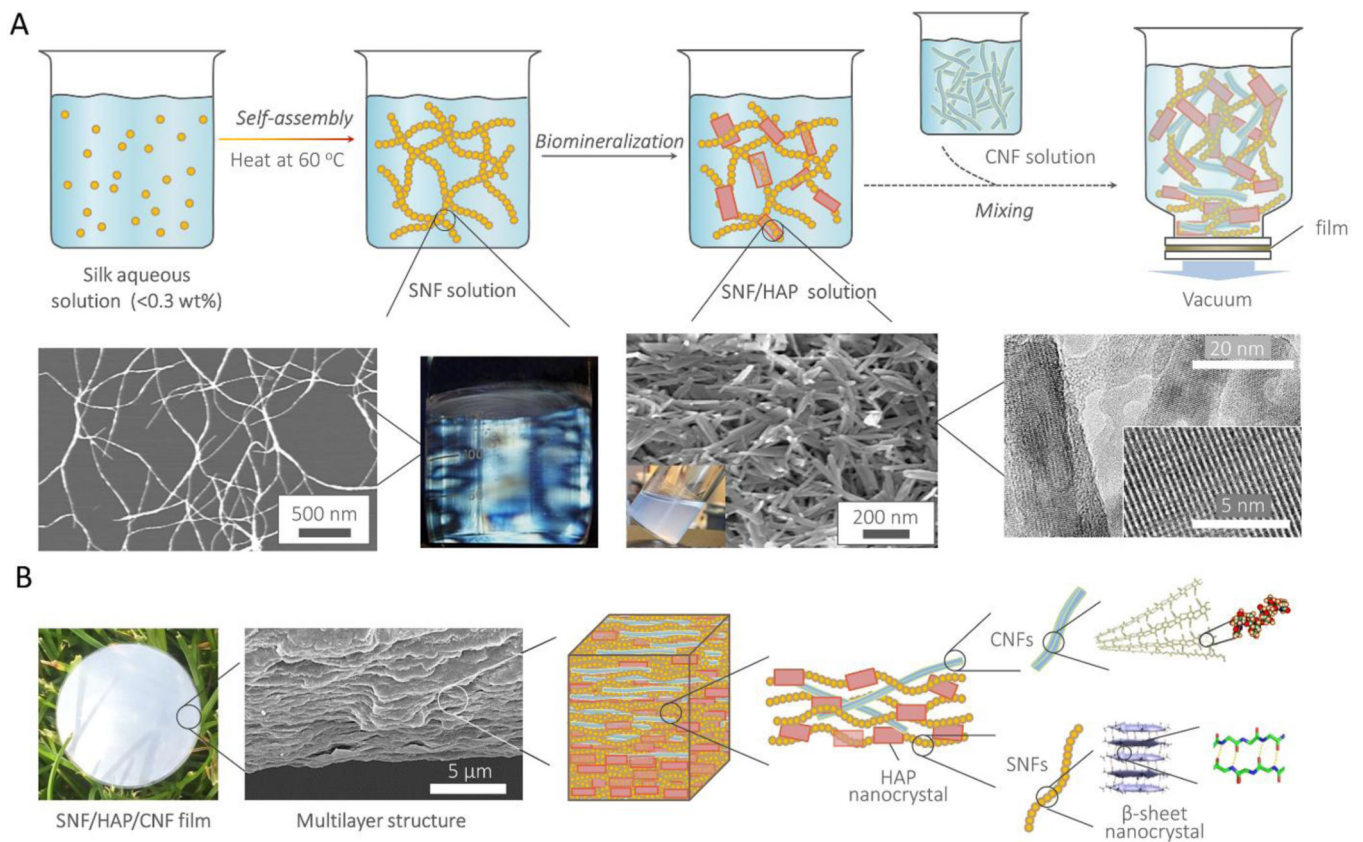 A
Self-assembly
Heat at 60 °C
Biomineralization
CNF solution
Mixing
film
Silk aqueous
solution (<0.3 wt%)
SNF solution
SNF/HAP solution
Vacuum
500 nm
200 nm
20 nm
5 nm
B
5 μm
SNF/HAP/CNF film
Multilayer structure
CNFs
HAP
nanocrystal
SNFs
β-sheet
nanocrystal